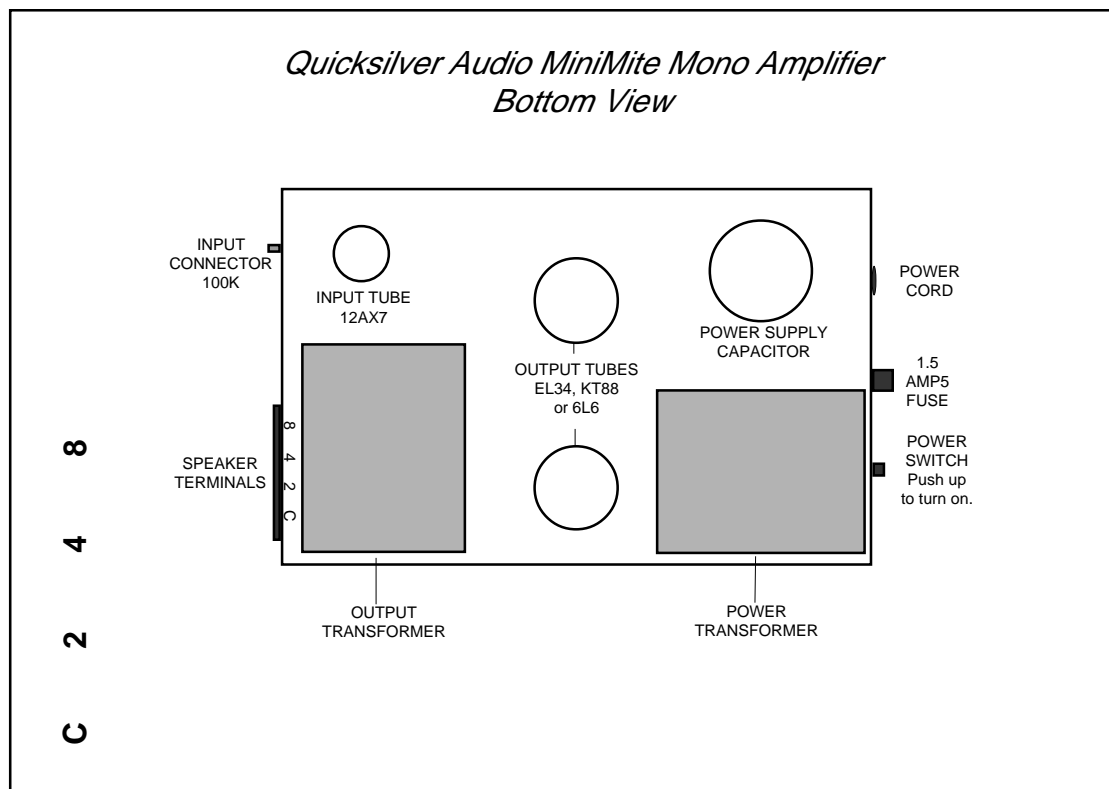 Quicksilver Audio MiniMite Mono Amplifier
Bottom View
INPUT
CONNECTOR
100K
INPUT TUBE
12AX7
POWER SUPPLY
CAPACITOR
POWER
CORD
OUTPUT TUBES
EL34, KT88
or 6L6
1.5
AMP5
FUSE
SPEAKER
TERMINALS
8
4
2
C
POWER
SWITCH
Push up
to turn on.
OUTPUT
TRANSFORMER
POWER
TRANSFORMER
8
4
2
C